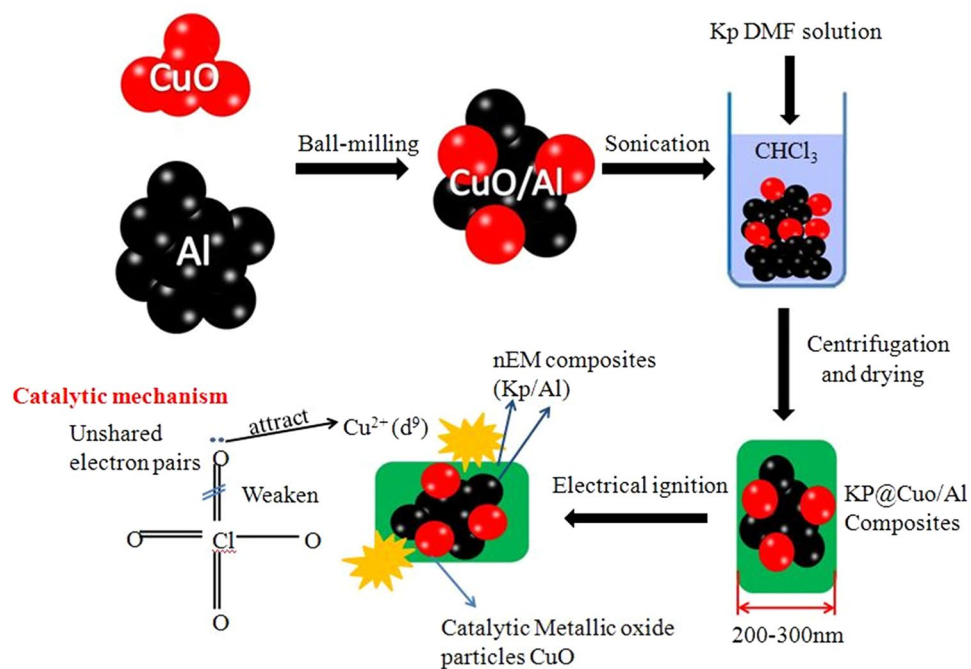 CuO
Al
Ball-milling
CuO/Al
Sonication
Kp DMF solution
CHCl₃
Centrifugation
and drying
KP@Cuo/Al
Composites
200-300nm
Electrical ignition
nEM composites
(Kp/Al)
Catalytic Metallic oxide
particles CuO
Catalytic mechanism
Unshared
electron pairs
attract
Cu²⁺ (d⁹)
O
Weaken
O
Cl
O
O